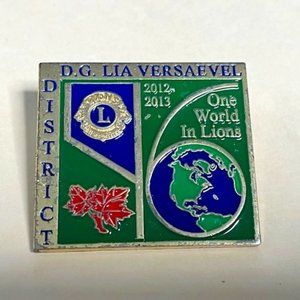 D.G. LIA VERSAEVEL
DISTRICT
2012-
2013
One
World
In Lions
L